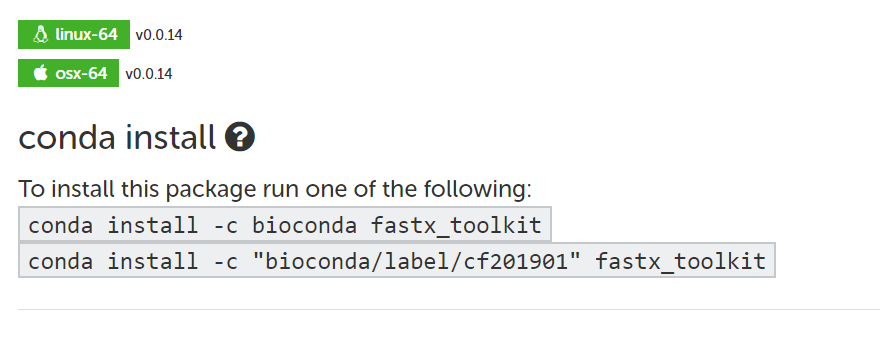 linux-64 v0.0.14
osx-64 v0.0.14
conda install ?
To install this package run one of the following:
conda install -c bioconda fastx_toolkit
conda install -c "bioconda/label/cf201901" fastx_toolkit